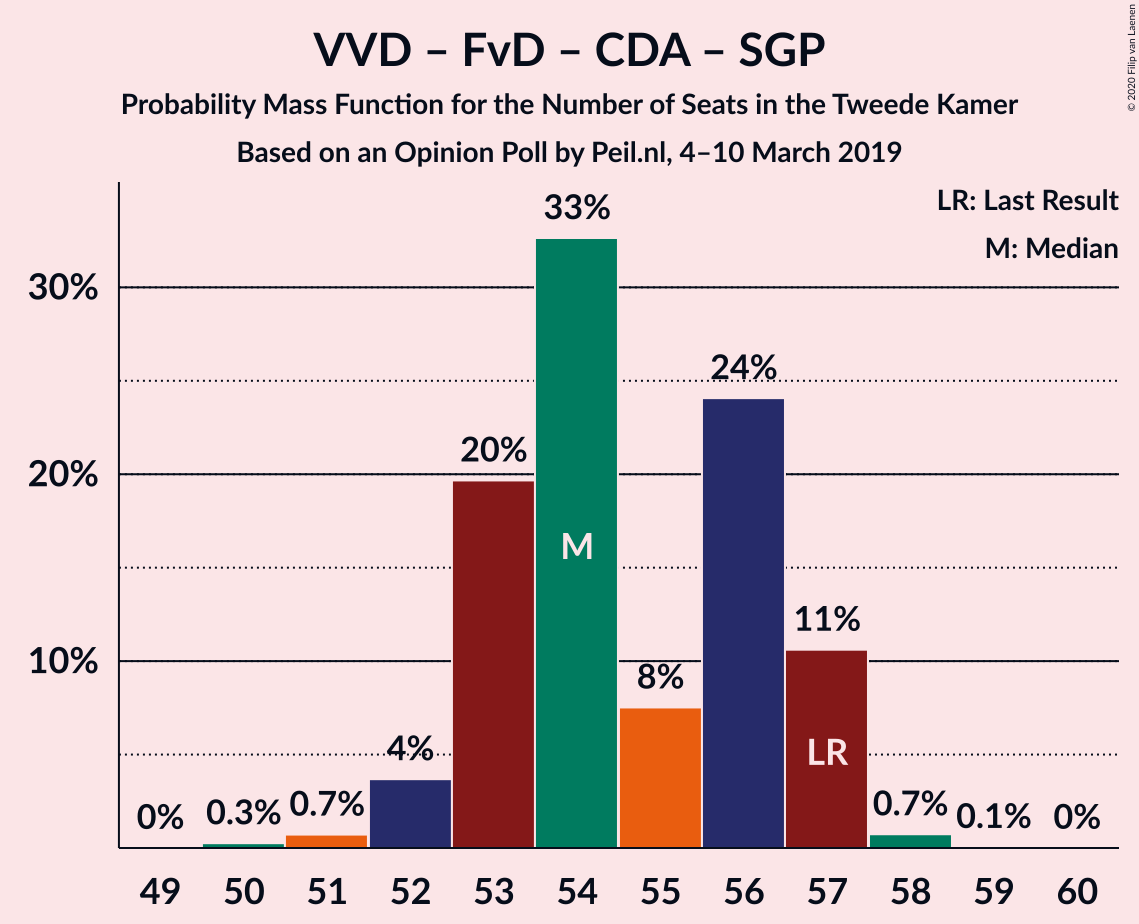 VVD – FvD – CDA – SGP
Probability Mass Function for the Number of Seats in the Tweede Kamer
Based on an Opinion Poll by Peil.nl, 4–10 March 2019
© 2020 Filip van Laenen
LR: Last Result
M: Median
30%
20%
10%
0%
0.3%
0.7%
4%
20%
33%
8%
24%
11%
0.7%
0.1%
0%
M
LR
49 50 51 52 53 54 55 56 57 58 59 60